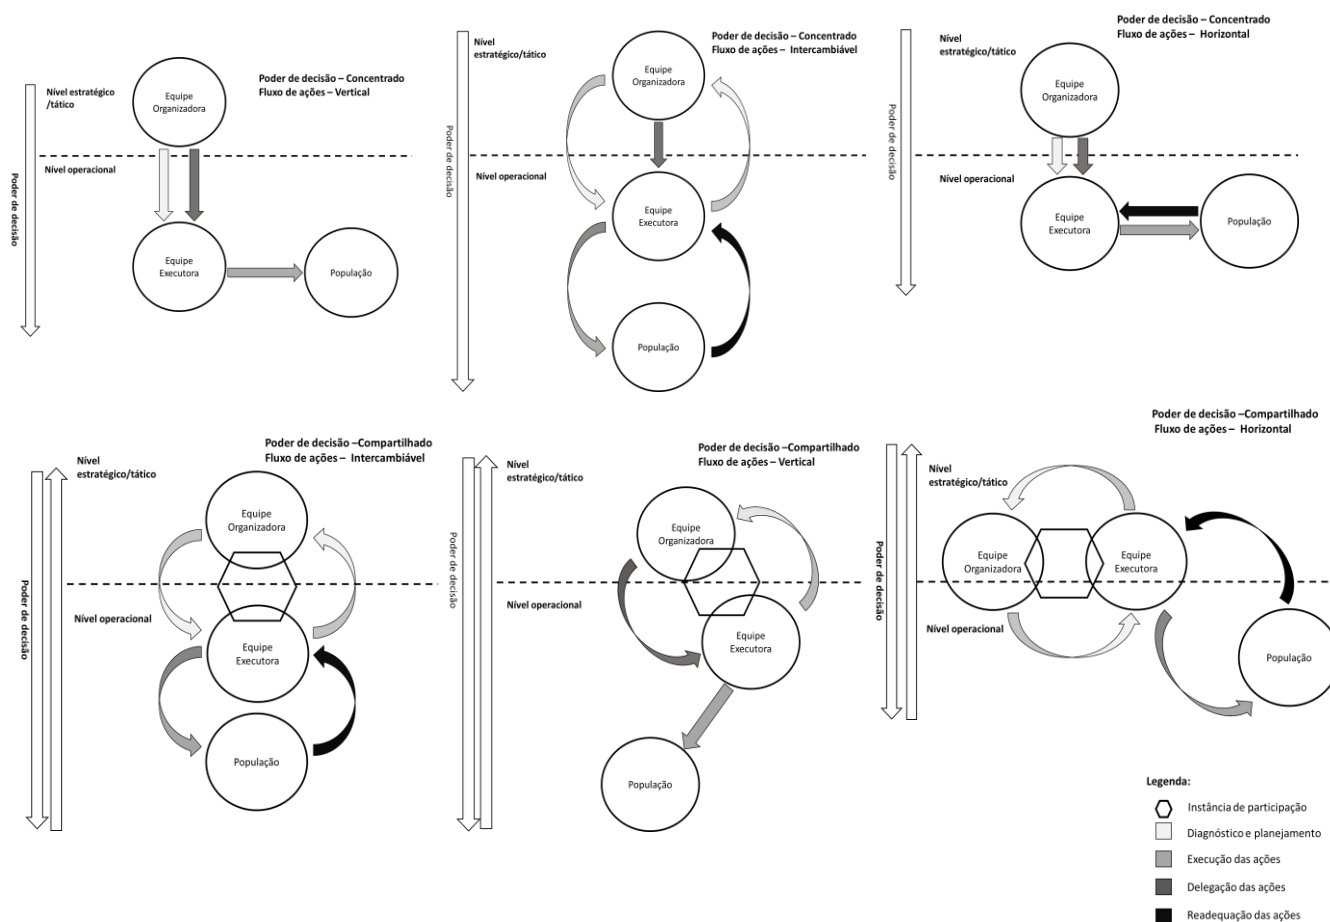 Poder de decisão – Concentrado
Fluxo de ações – Vertical
Nível estratégico
/tático
Equipe
Organizadora
Nível operacional
Poder de decisão
Equipe
Executora
População
Nível
estratégico/tático
Poder de decisão – Concentrado
Fluxo de ações – Intercambiável
Equipe
Organizadora
Poder de decisão
Nível operacional
Equipe
Executora
População
Poder de decisão – Concentrado
Fluxo de ações – Horizontal
Nível
estratégico/tático
Equipe
Organizadora
Poder de decisão
Nível operacional
Equipe
Executora
População
Poder de decisão –Compartilhado
Fluxo de ações – Intercambiável
Nível
estratégico/tático
Equipe
Organizadora
Poder de decisão
Nível operacional
Equipe
Executora
População
Poder de decisão –Compartilhado
Fluxo de ações – Vertical
Nível
estratégico/tático
Equipe
Organizadora
Poder de decisão
Nível operacional
Equipe
Executora
População
Poder de decisão –Compartilhado
Fluxo de ações – Horizontal
Nível
estratégico/tático
Equipe
Organizadora
Equipe
Executora
Poder de decisão
Nível operacional
População
Legenda:
Instância de participação
Diagnóstico e planejamento
Execução das ações
Delegação das ações
Readequação das ações